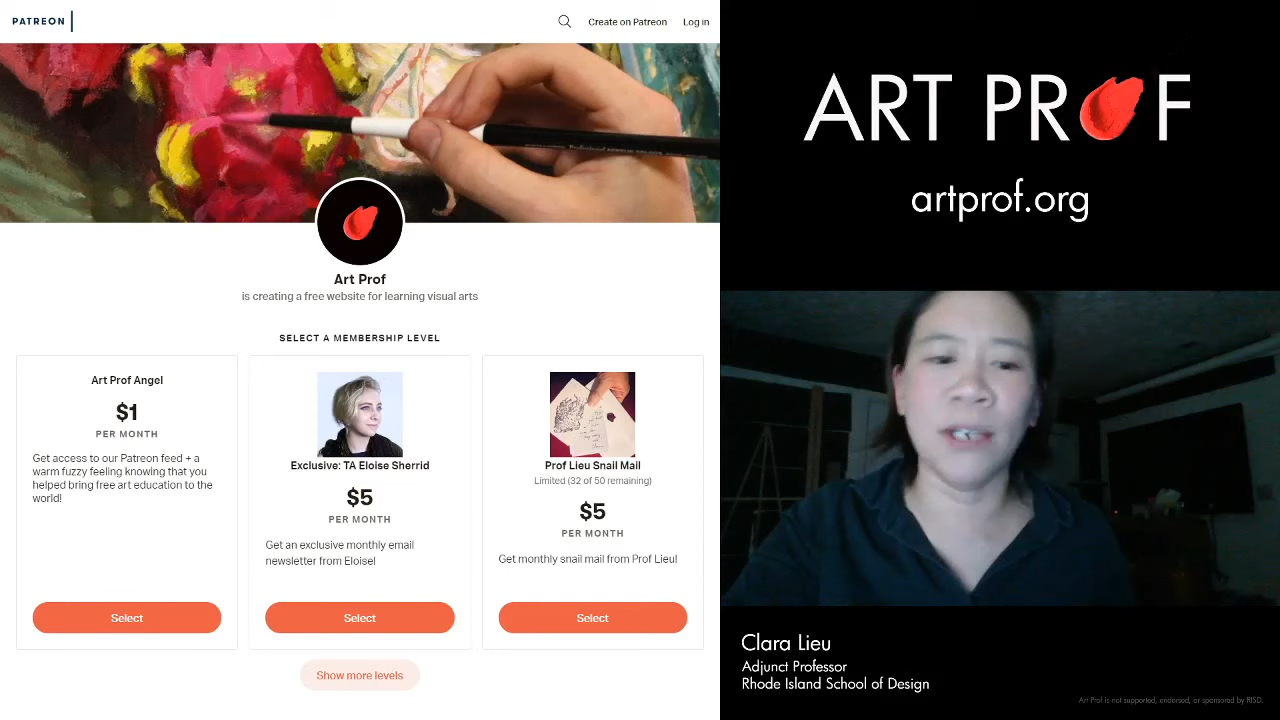 PATREON
Create on Patreon
Log in
Art Prof
is creating a free website for learning visual arts
SELECT A MEMBERSHIP LEVEL
Art Prof Angel
$1
PER MONTH
Get access to our Patreon feed + a
warm fuzzy feeling knowing that you
helped bring free art education to the
world!
Select
Exclusive: TA Eloise Sherrid
$5
PER MONTH
Get an exclusive monthly email
newsletter from Eloise!
Select
Prof Lieu Snail Mail
Limited (32 of 50 remaining)
$5
PER MONTH
Get monthly snail mail from Prof Lieu!
Select
Show more levels
ART PROF
artprof.org
Clara Lieu
Adjunct Professor
Rhode Island School of Design
Art Prof is not supported, endorsed, or sponsored by RISD.